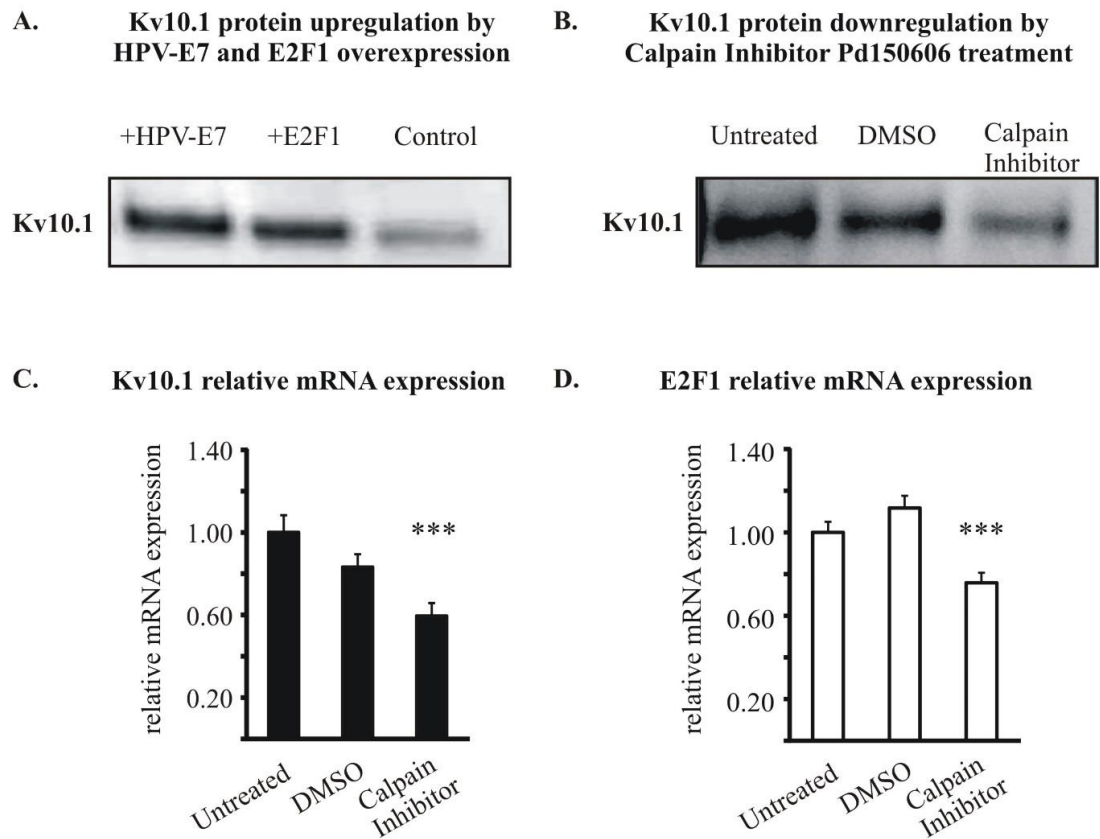 A. Kv10.1 protein upregulation by
HPV-E7 and E2F1 overexpression
+HPV-E7 +E2F1 Control
Kv10.1
B. Kv10.1 protein downregulation by
Calpain Inhibitor Pd150606 treatment
Untreated DMSO Calpain
Inhibitor
Kv10.1
C. Kv10.1 relative mRNA expression
relative mRNA expression
1.40
1.00
0.60
0.20
***
Untreated
DMSO
Calpain
Inhibitor
D. E2F1 relative mRNA expression
relative mRNA expression
1.40
1.00
0.60
0.20
***
Untreated
DMSO
Calpain
Inhibitor